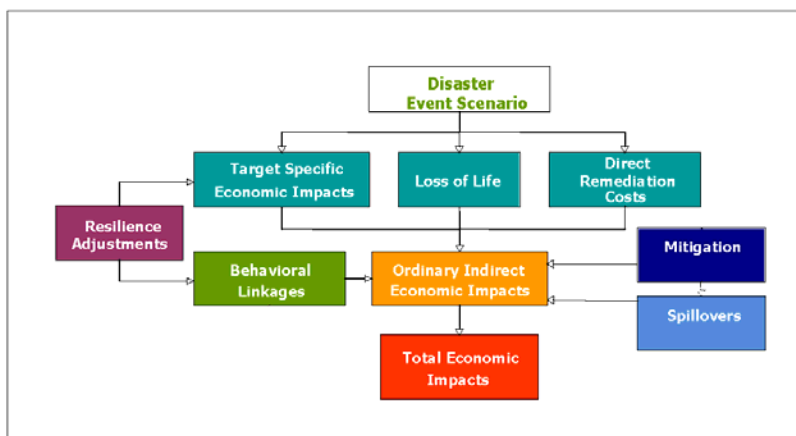 Disaster
Event Scenario
Target Specific
Economic Impacts
Loss of Life
Direct
Remediation
Costs
Resilience
Adjustments
Behavioral
Linkages
Ordinary Indirect
Economic Impacts
Mitigation
Spillovers
Total Economic
Impacts